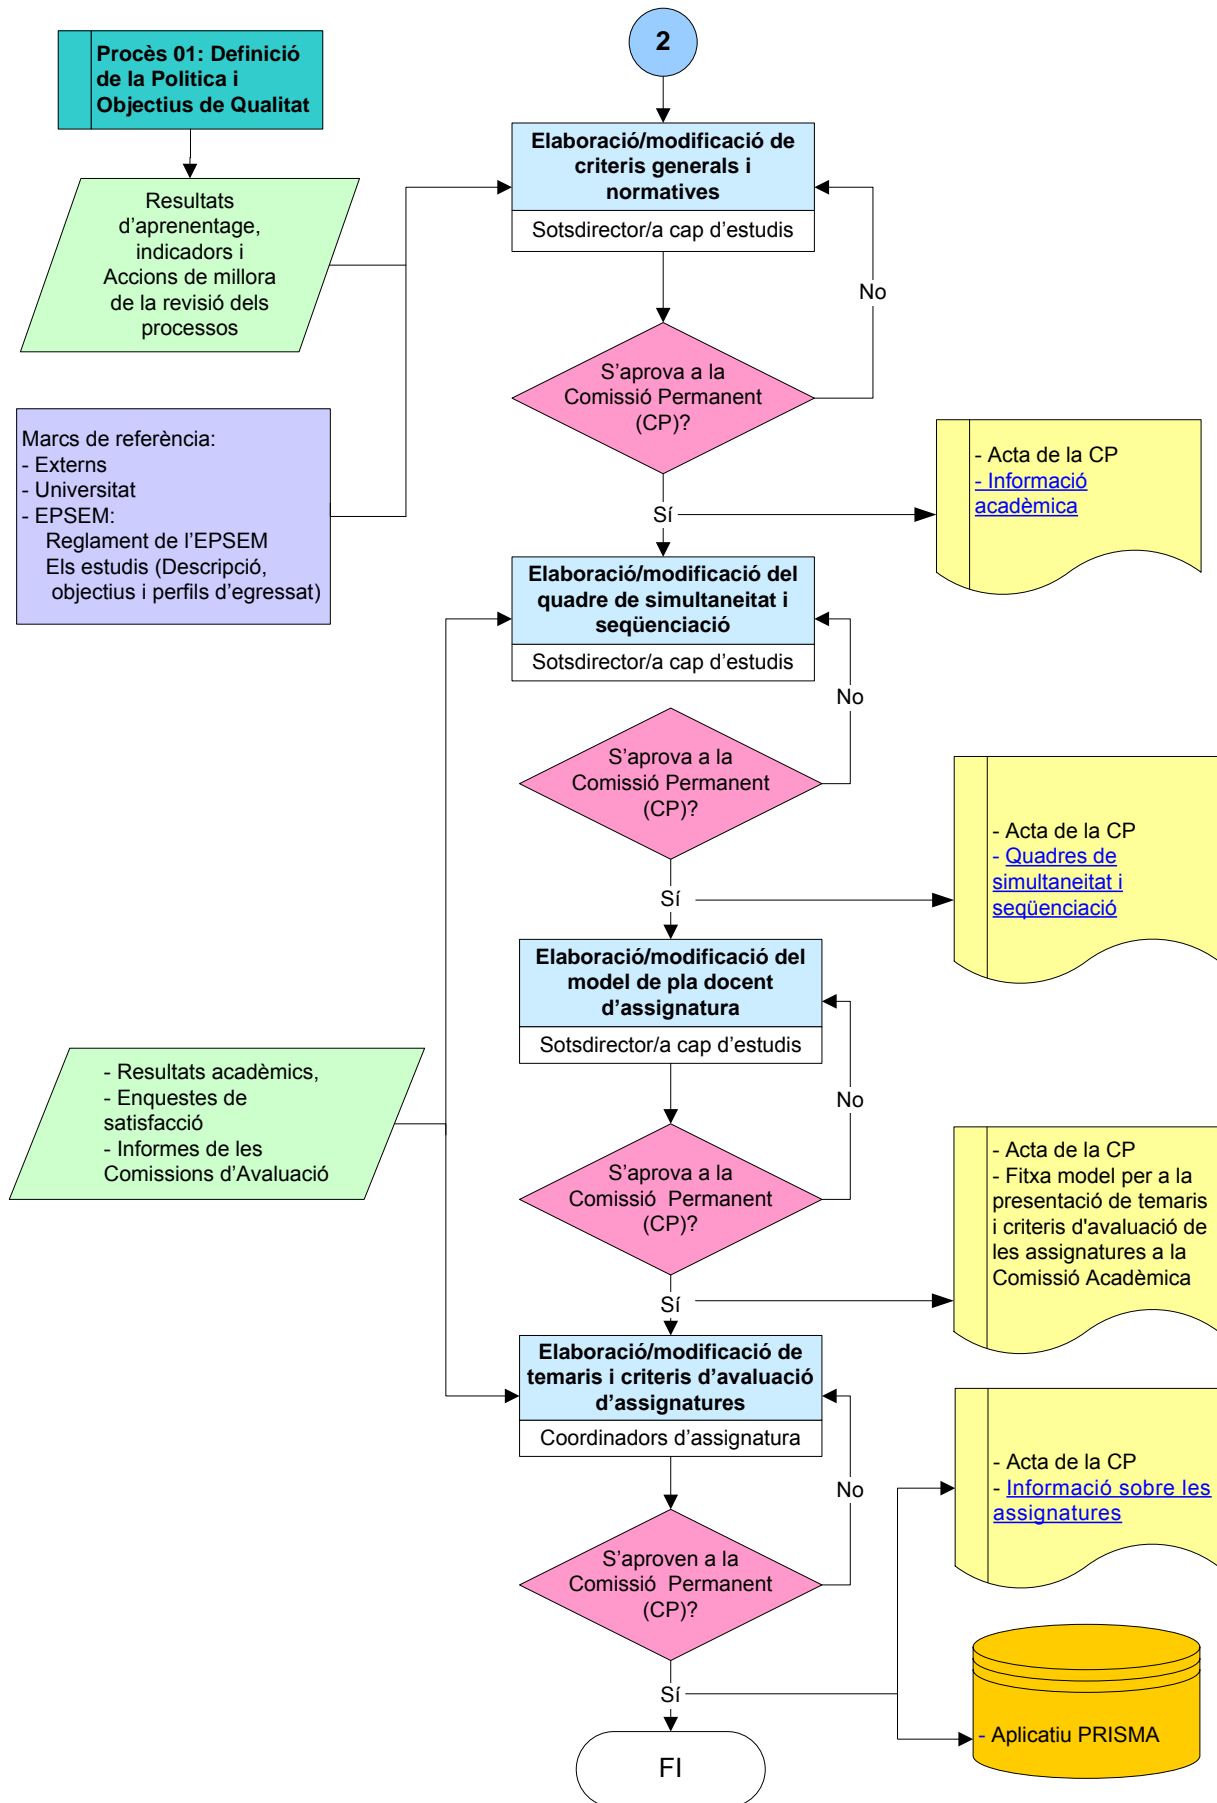 2
Procès 01: Definició
de la Politica i
Objectius de Qualitat
Elaboració/modificació de
criteris generals i
normatives
Sotsdirector/a cap d’estudis
Resultats
d’aprenentage,
indicadors i
Accions de millora
de la revisió dels
processos
No
S’aprova a la
Comissió Permanent
(CP)?
Marcs de referència:
- Externs
- Universitat
- EPSEM:
Reglament de l’EPSEM
Els estudis (Descripció,
objectius i perfils d’egressat)
- Acta de la CP
- Informació
acadèmica
Sí
Elaboració/modificació del
quadre de simultaneitat i
seqüenciació
Sotsdirector/a cap d’estudis
No
S’aprova a la
Comissió Permanent
(CP)?
- Acta de la CP
- Quadres de
simultaneitat i
seqüenciació
Sí
Elaboració/modificació del
model de pla docent
d’assignatura
Sotsdirector/a cap d’estudis
- Resultats acadèmics,
- Enquestes de
satisfacció
- Informes de les
Comissions d’Avaluació
No
S’aprova a la
Comissió  Permanent
(CP)?
- Acta de la CP
- Fitxa model per a la
presentació de temaris
i criteris d'avaluació de
les assignatures a la
Comissió Acadèmica
Sí
Elaboració/modificació de
temaris i criteris d’avaluació
d’assignatures
Coordinadors d’assignatura
No
- Acta de la CP
- Informació sobre les
assignatures
S’aproven a la
Comissió  Permanent
(CP)?
Sí
- Aplicatiu PRISMA
FI